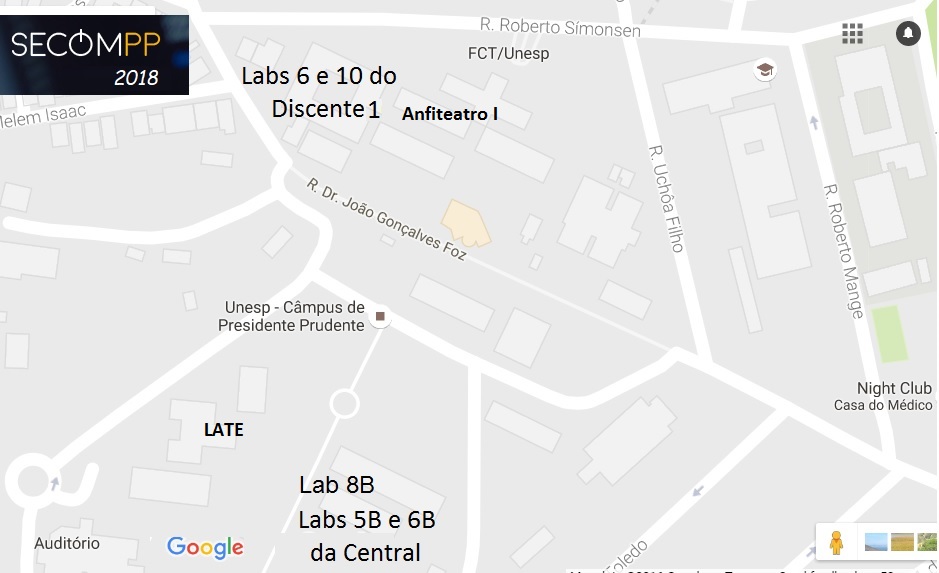 SECOMPP
2018
R. Roberto Símonsen
FCT/Unesp
Labs 6 e 10 do
Discente1
Anfiteatro I
Melem Isaac
R. Dr. João Gonçalves Foz
R. Uchôa Filho
R. Roberto Mange
Unesp - Câmpus de
Presidente Prudente
Night Club
Casa do Médico
LATE
Lab 8B
Labs 5B e 6B
da Central
Auditório
Google
Toledo